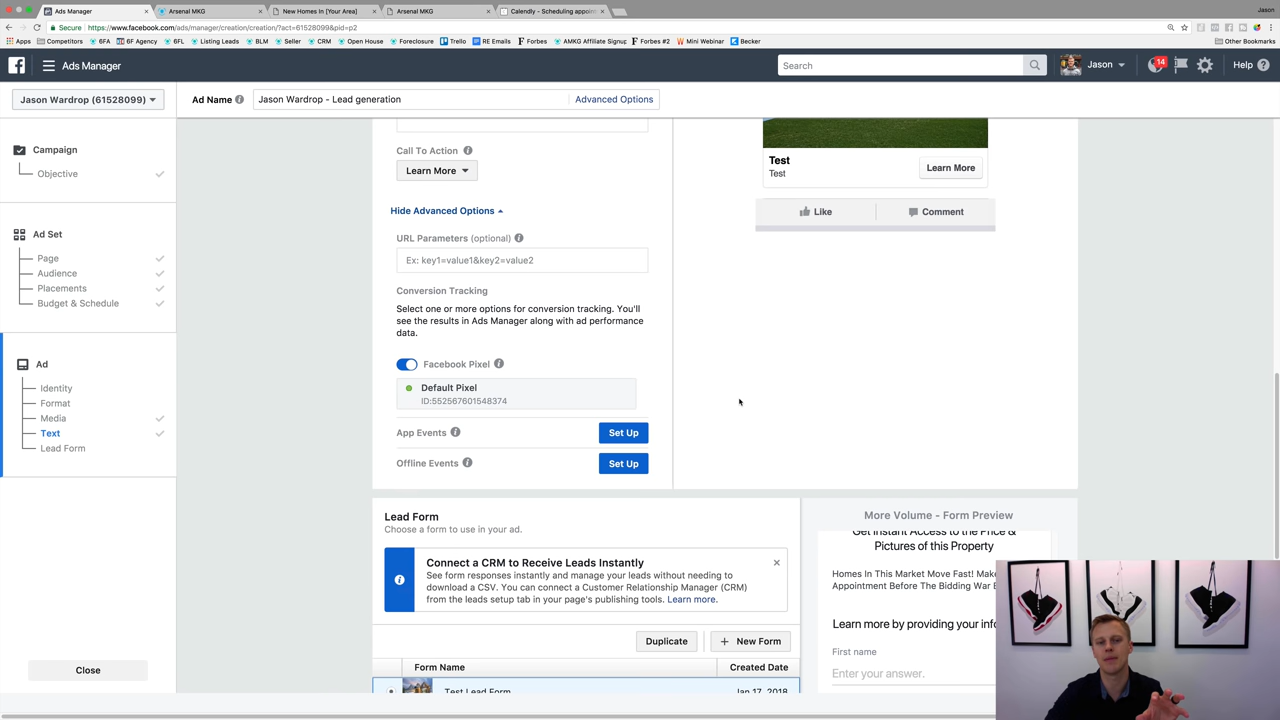 Ads Manager
Arsenal MKG
New Homes In [Your Area]
Arsenal MKG
Calendly - Scheduling appoin
Jason
Secure
https://www.facebook.com/ads/manager/creation/creation/?act=61528099&pid=p2
Apps
Competitors
6FA
6F Agency
6FL
Listing Leads
BLM
Seller
CRM
Open House
Foreclosure
Trello
RE Emails
Forbes
AMKG Affiliate Signup
Forbes #2
Mini Webinar
Becker
Other Bookmarks
Ads Manager
Search
Jason
14
Help
Jason Wardrop (61528099)
Ad Name
Jason Wardrop - Lead generation
Advanced Options
Campaign
Objective
Ad Set
Page
Audience
Placements
Budget & Schedule
Ad
Identity
Format
Media
Text
Lead Form
Close
Call To Action
Learn More
Hide Advanced Options
URL Parameters (optional)
Ex: key1=value1&key2=value2
Conversion Tracking
Select one or more options for conversion tracking. You'll
see the results in Ads Manager along with ad performance
data.
Facebook Pixel
Default Pixel
ID:552567601548374
App Events
Set Up
Offline Events
Set Up
Test
Test
Learn More
Like
Comment
Lead Form
Choose a form to use in your ad.
Connect a CRM to Receive Leads Instantly
See form responses instantly and manage your leads without needing to
download a CSV. You can connect a Customer Relationship Manager (CRM)
from the leads setup tab in your page's publishing tools. Learn more.
Duplicate
New Form
Form Name
Created Date
Test Lead Form
Jan 17, 2018
More Volume - Form Preview
Get Instant Access to the Price &
Pictures of this Property
Homes In This Market Move Fast! Make
Appointment Before The Bidding War
Learn more by providing your info
First name
Enter your answer.